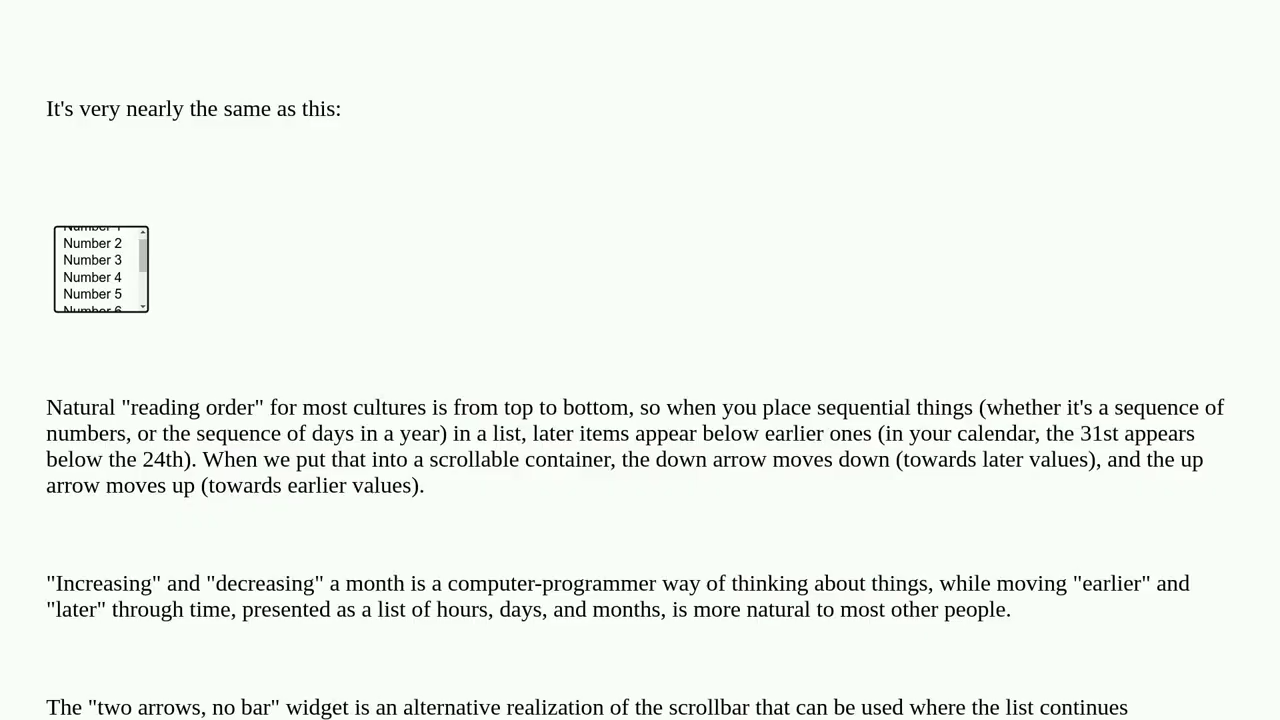 It's very nearly the same as this:
Number 1
Number 2
Number 3
Number 4
Number 5
Number 6
Natural "reading order" for most cultures is from top to bottom, so when you place sequential things (whether it's a sequence of
numbers, or the sequence of days in a year) in a list, later items appear below earlier ones (in your calendar, the 31st appears
below the 24th). When we put that into a scrollable container, the down arrow moves down (towards later values), and the up
arrow moves up (towards earlier values).
"Increasing" and "decreasing" a month is a computer-programmer way of thinking about things, while moving "earlier" and
"later" through time, presented as a list of hours, days, and months, is more natural to most other people.
The "two arrows, no bar" widget is an alternative realization of the scrollbar that can be used where the list continues